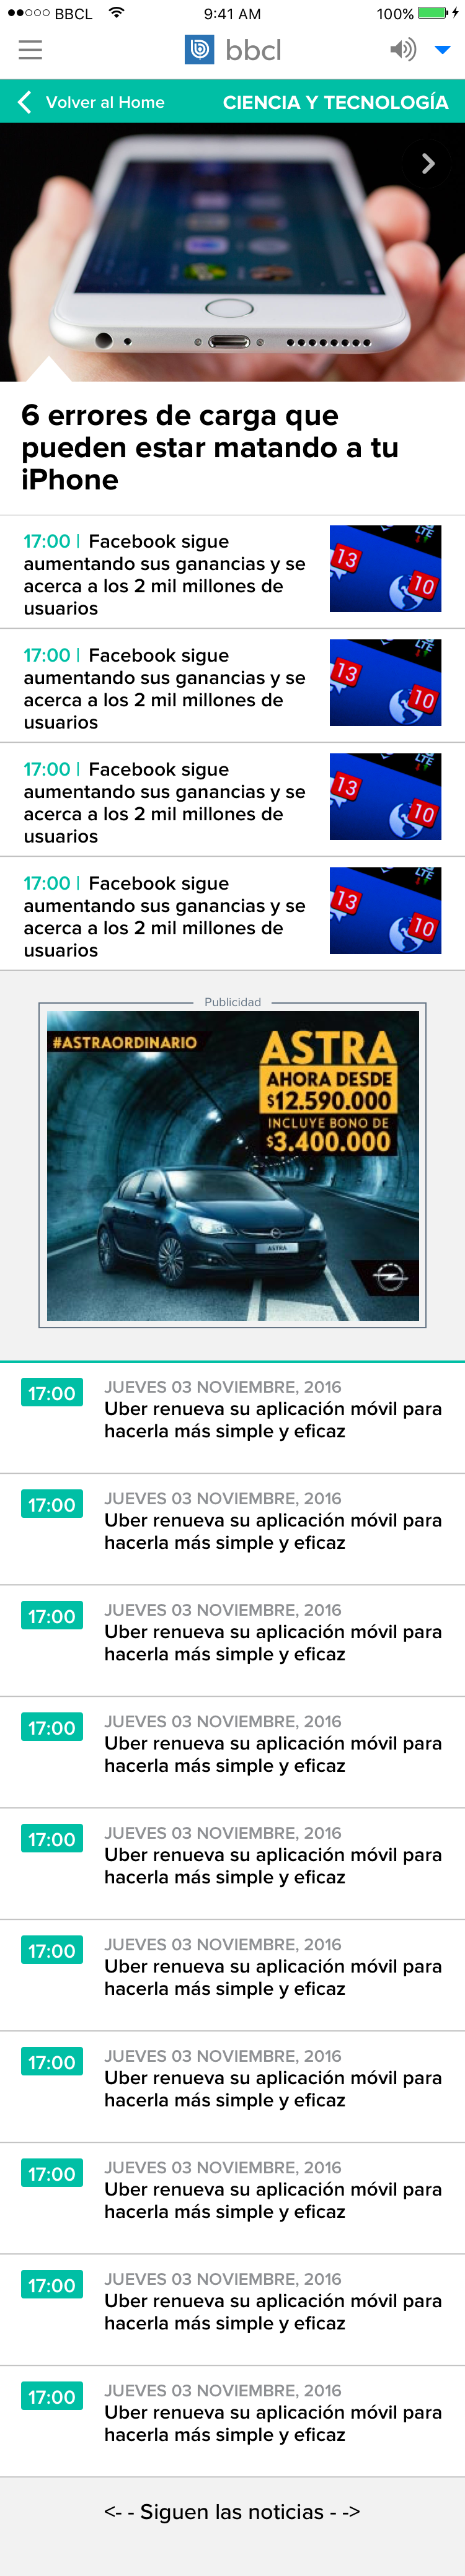 BBCL 9:41 AM 100%
bbcl
Volver al Home CIENCIA Y TECNOLOGÍA
6 errores de carga que
pueden estar matando a tu
iPhone
17:00 | Facebook sigue
aumentando sus ganancias y se
acerca a los 2 mil millones de
usuarios
LTE
13
10
17:00 | Facebook sigue
aumentando sus ganancias y se
acerca a los 2 mil millones de
usuarios
LTE
13
10
17:00 | Facebook sigue
aumentando sus ganancias y se
acerca a los 2 mil millones de
usuarios
LTE
13
10
17:00 | Facebook sigue
aumentando sus ganancias y se
acerca a los 2 mil millones de
usuarios
LTE
13
10
Publicidad
#ASTRAORDINARIO
ASTRA
AHORA DESDE
$12.590.000
INCLUYE BONO DE
$3.400.000
ASTRA
17:00 JUEVES 03 NOVIEMBRE, 2016
Uber renueva su aplicación móvil para
hacerla más simple y eficaz
17:00 JUEVES 03 NOVIEMBRE, 2016
Uber renueva su aplicación móvil para
hacerla más simple y eficaz
17:00 JUEVES 03 NOVIEMBRE, 2016
Uber renueva su aplicación móvil para
hacerla más simple y eficaz
17:00 JUEVES 03 NOVIEMBRE, 2016
Uber renueva su aplicación móvil para
hacerla más simple y eficaz
17:00 JUEVES 03 NOVIEMBRE, 2016
Uber renueva su aplicación móvil para
hacerla más simple y eficaz
17:00 JUEVES 03 NOVIEMBRE, 2016
Uber renueva su aplicación móvil para
hacerla más simple y eficaz
17:00 JUEVES 03 NOVIEMBRE, 2016
Uber renueva su aplicación móvil para
hacerla más simple y eficaz
17:00 JUEVES 03 NOVIEMBRE, 2016
Uber renueva su aplicación móvil para
hacerla más simple y eficaz
17:00 JUEVES 03 NOVIEMBRE, 2016
Uber renueva su aplicación móvil para
hacerla más simple y eficaz
17:00 JUEVES 03 NOVIEMBRE, 2016
Uber renueva su aplicación móvil para
hacerla más simple y eficaz
<- - Siguen las noticias - ->